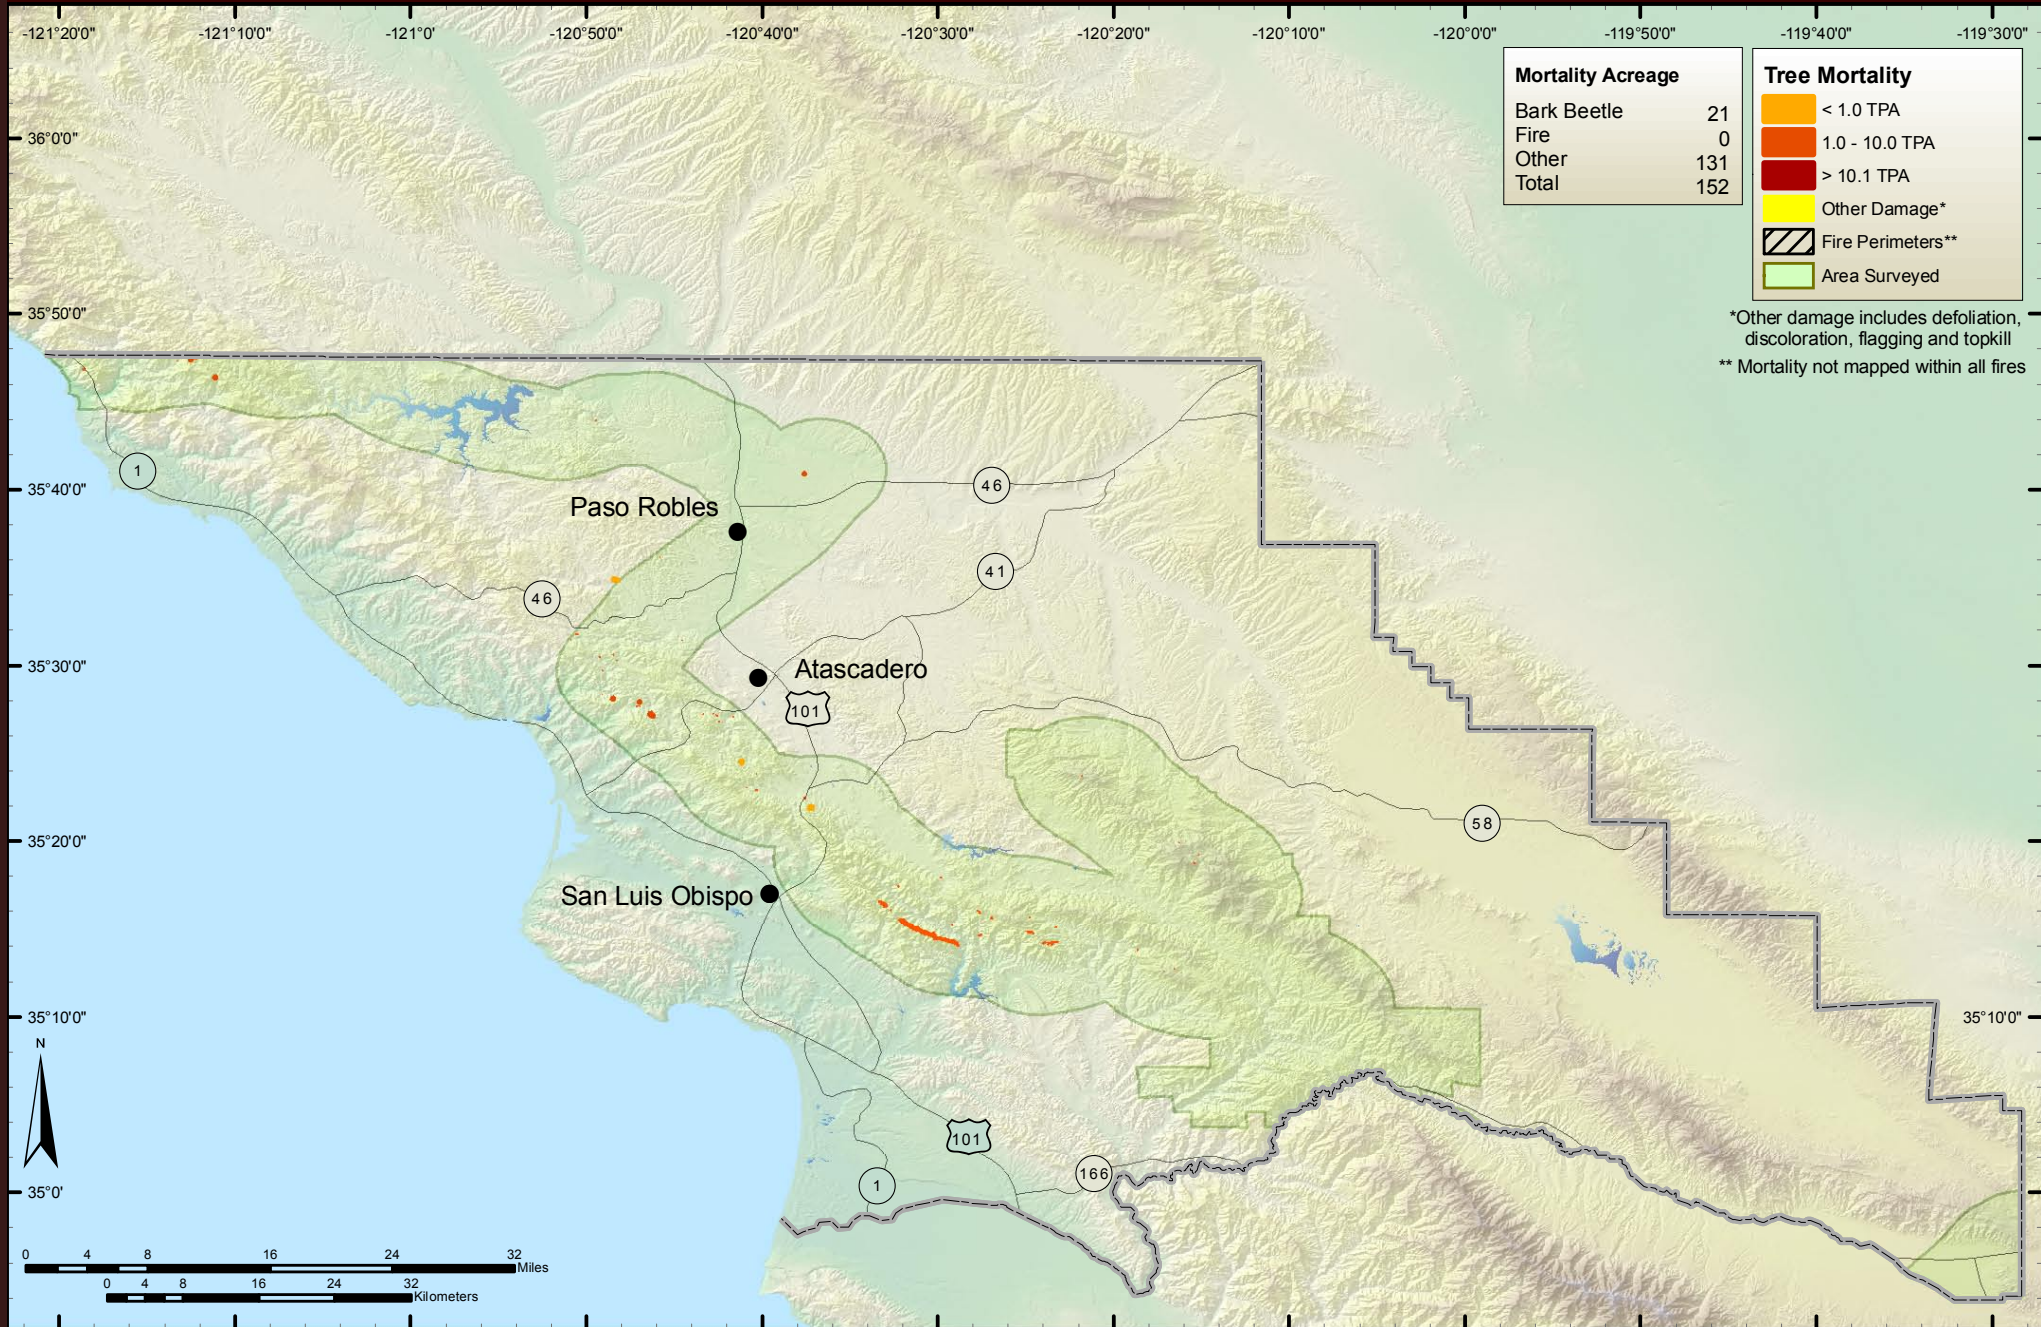 -121°20'0"
-121°10'0"
-121°0'
-120°50'0"
-120°40'0"
-120°30'0"
-120°20'0"
-120°10'0"
-120°0'0"
-119°50'0"
-119°40'0"
-119°30'0"
Mortality Acreage
Bark Beetle 21
Fire 0
Other 131
Total 152
Tree Mortality
< 1.0 TPA
1.0 - 10.0 TPA
> 10.1 TPA
Other Damage*
Fire Perimeters**
Area Surveyed
*Other damage includes defoliation,
discoloration, flagging and topkill
** Mortality not mapped within all fires
36°0'0"
35°50'0"
35°40'0"
35°30'0"
35°20'0"
35°10'0"
35°0'
35°10'0"
1
46
Paso Robles
41
46
Atascadero
101
58
San Luis Obispo
101
166
1
N
0 4 8 16 24 32
Miles
0 4 8 16 24 32
Kilometers